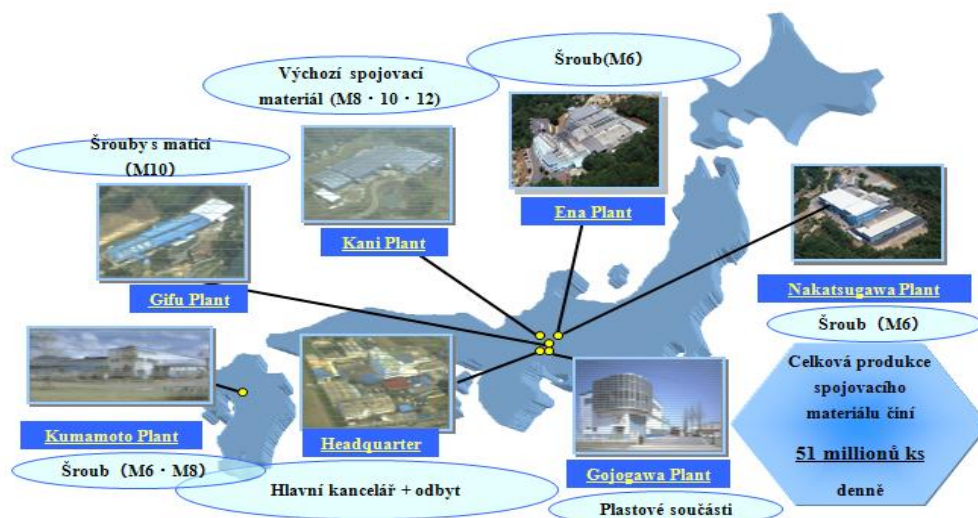 Šroub(M6)
Výchozí spojovací
materiál (M8・10・12)
Šrouby s maticí
(M10)
Ena Plant
Kani Plant
Gifu Plant
Nakatsugawa Plant
Šroub (M6)
Celková produkce
spojovacího
materiálu činí
51 millionů ks
denně
Kumamoto Plant
Headquarter
Gojogawa Plant
Šroub (M6・M8)
Hlavní kancelář + odbyt
Plastové součásti